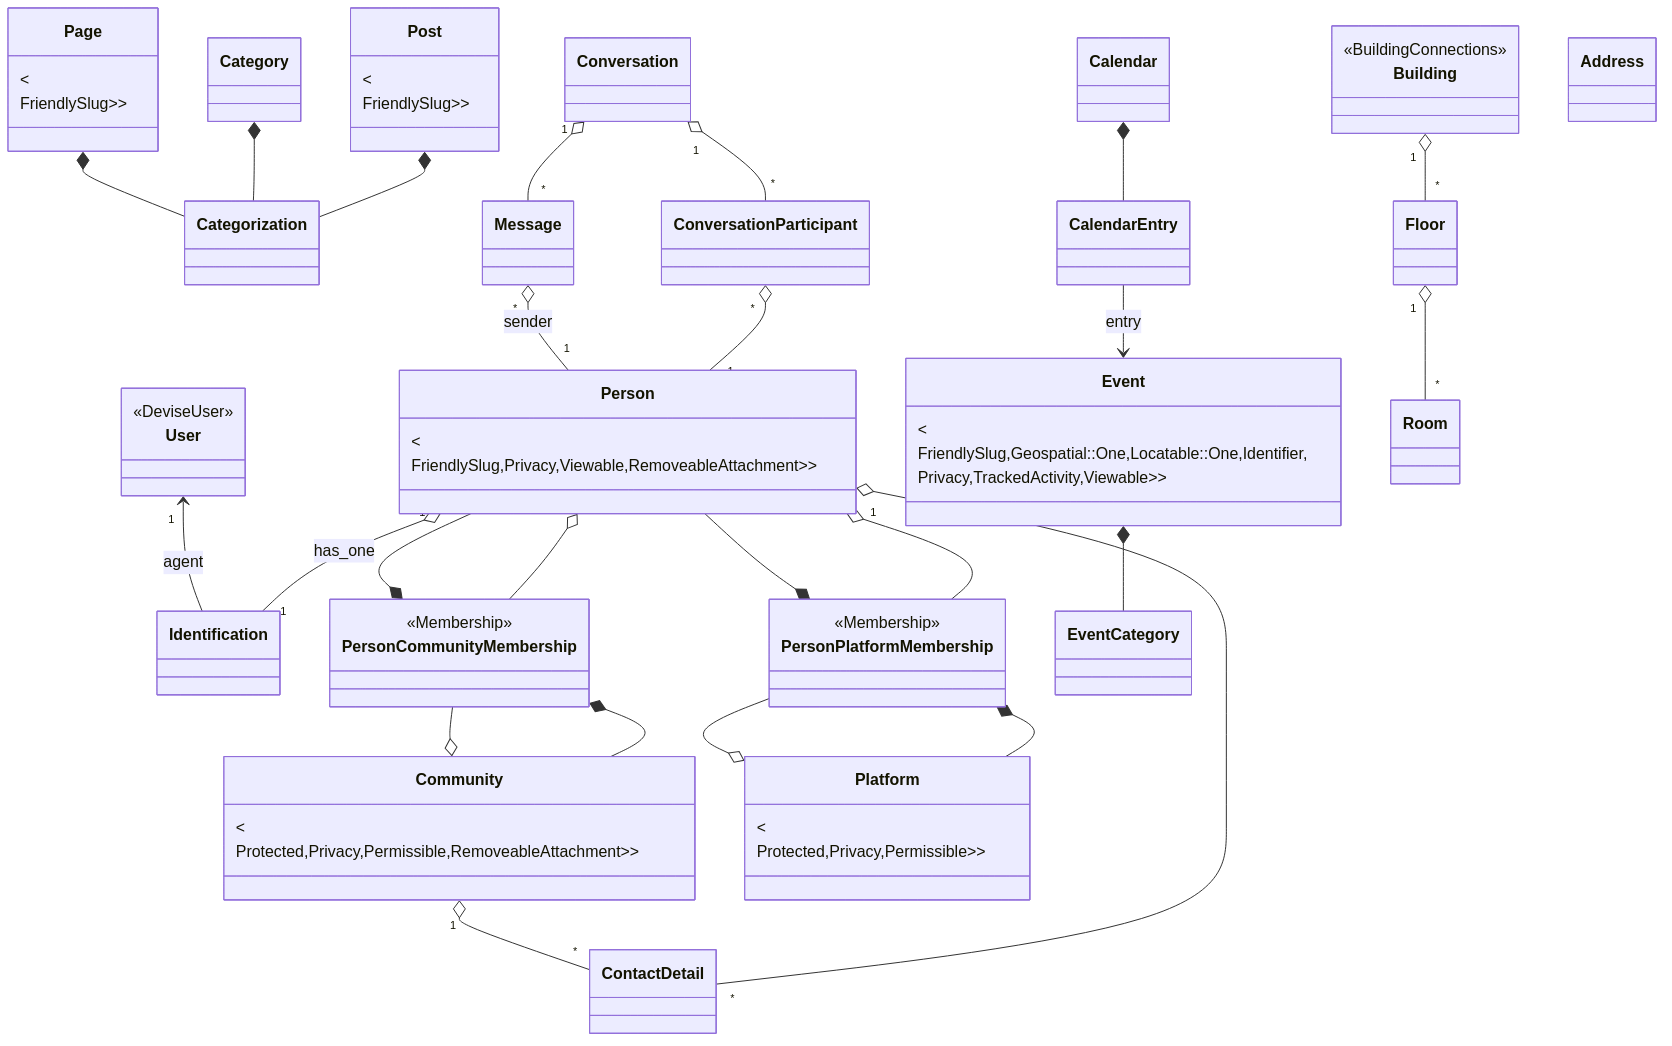 Page
<
FriendlySlug>>
Category
Post
<
FriendlySlug>>
Conversation
Calendar
«BuildingConnections»
Building
Address
1
1
*
*
1
*
Categorization
Message
ConversationParticipant
CalendarEntry
Floor
*
sender
1
*
entry
1
*
«DeviseUser»
User
Person
<
FriendlySlug,Privacy,Viewable,RemoveableAttachment>>
Event
<
FriendlySlug,Geospatial::One,Locatable::One,Identifier,
Privacy,TrackedActivity,Viewable>>
Room
1
agent
has_one
1
1
Identification
«Membership»
PersonCommunityMembership
«Membership»
PersonPlatformMembership
EventCategory
Community
<
Protected,Privacy,Permissible,RemoveableAttachment>>
Platform
<
Protected,Privacy,Permissible>>
1
*
ContactDetail
*